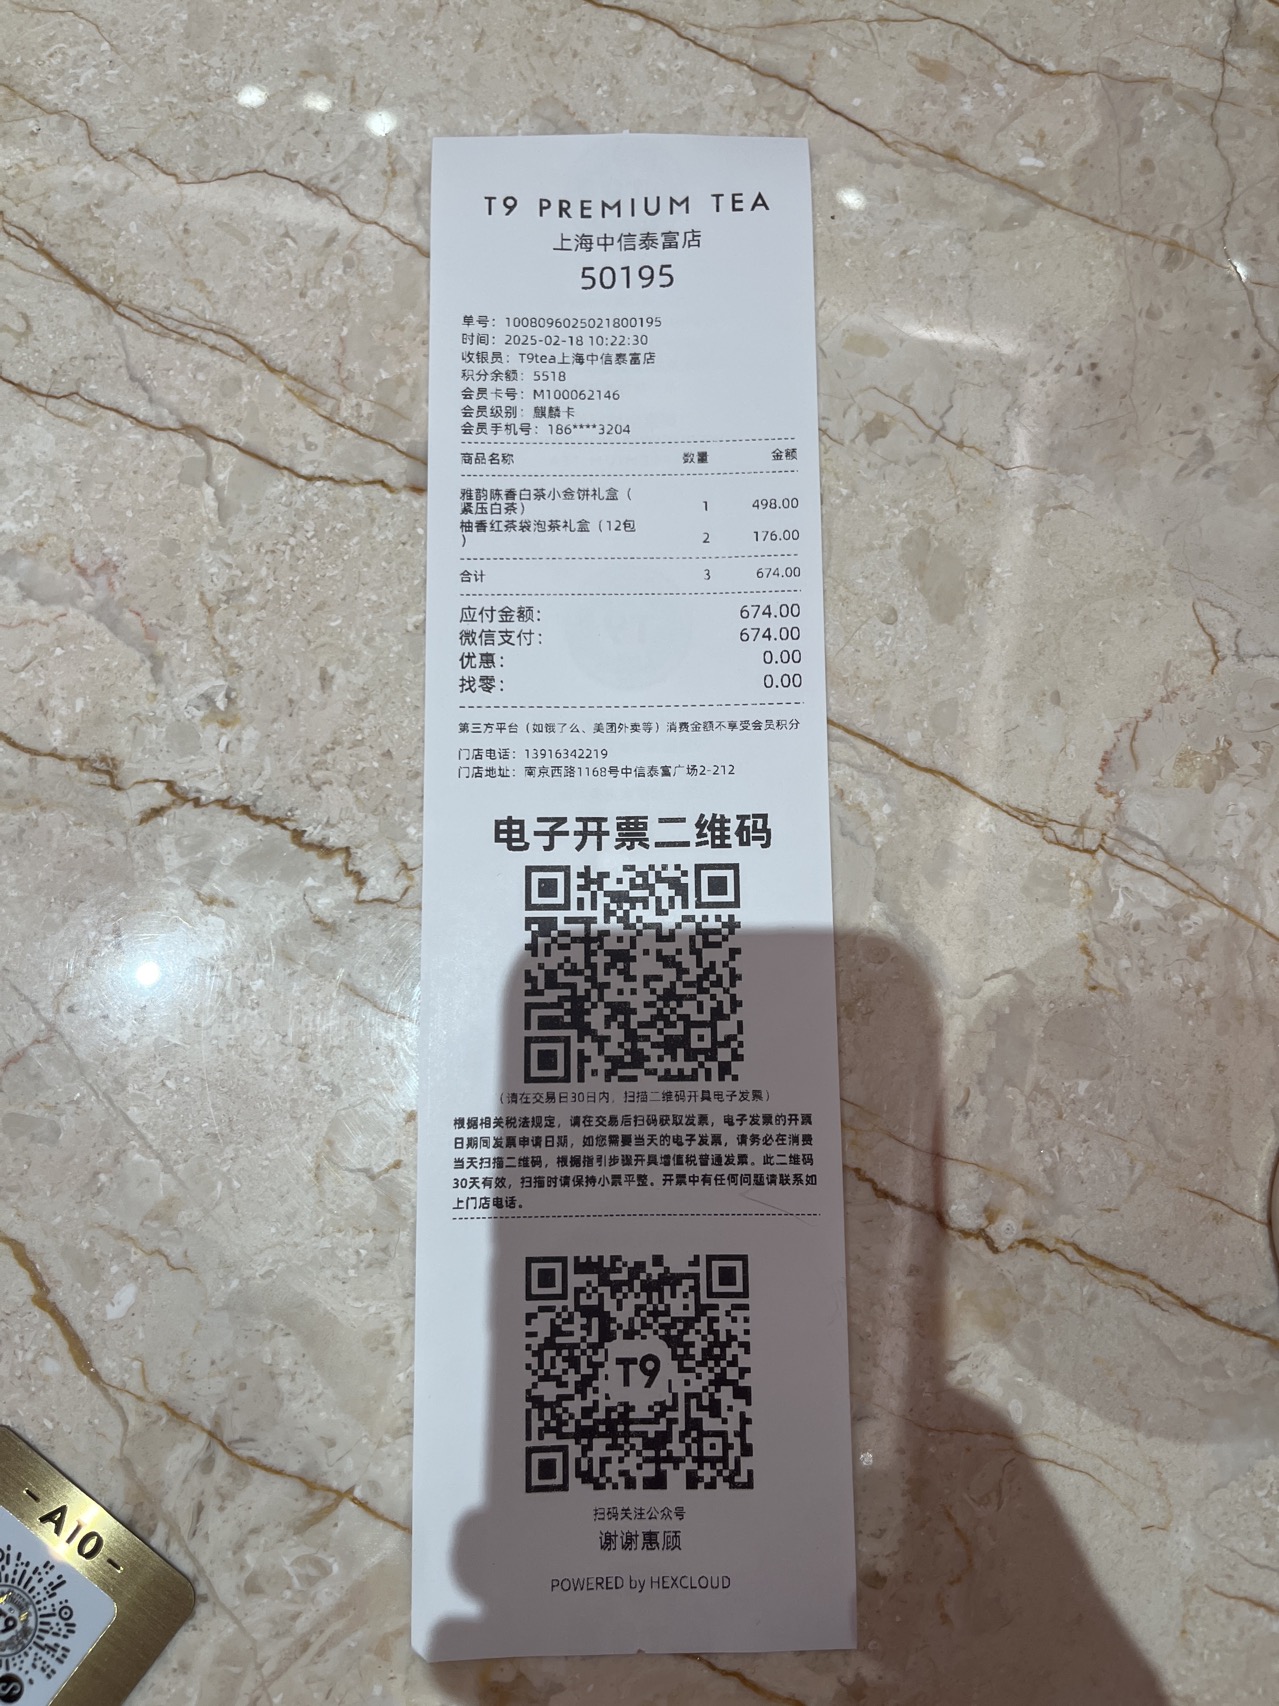 T9 PREMIUM TEA
上海中信泰富店
50195
单号：1008096025021800195
时间：2025-02-18 10:22:30
收银员：T9tea上海中信泰富店
积分余额：5518
会员卡号：M100062146
会员级别：麒麟卡
会员手机号：186****3204
商品名称 数量 金额
雅韵陈香白茶小金饼礼盒（
紧压白茶） 1 498.00
柚香红茶袋泡茶礼盒（12包
） 2 176.00
合计 3 674.00
应付金额： 674.00
微信支付： 674.00
优惠： 0.00
找零： 0.00
第三方平台（如饿了么、美团外卖等）消费金额不享受会员积分
门店电话：13916342219
门店地址：南京西路1168号中信泰富广场2-212
电子开票二维码
（请在交易日30日内，扫描二维码开具电子发票）
根据相关税法规定，请在交易后扫码获取发票，电子发票的开票
日期同发票申请日期，如您需要当天的电子发票，请务必在消费
当天扫描二维码，根据指引步骤开具增值税普通发票。此二维码
30天有效，扫描时请保持小票平整。开票中有任何问题请联系如
上门店电话。
T9
扫码关注公众号
谢谢惠顾
POWERED by HEXCLOUD
- A10 -
T9